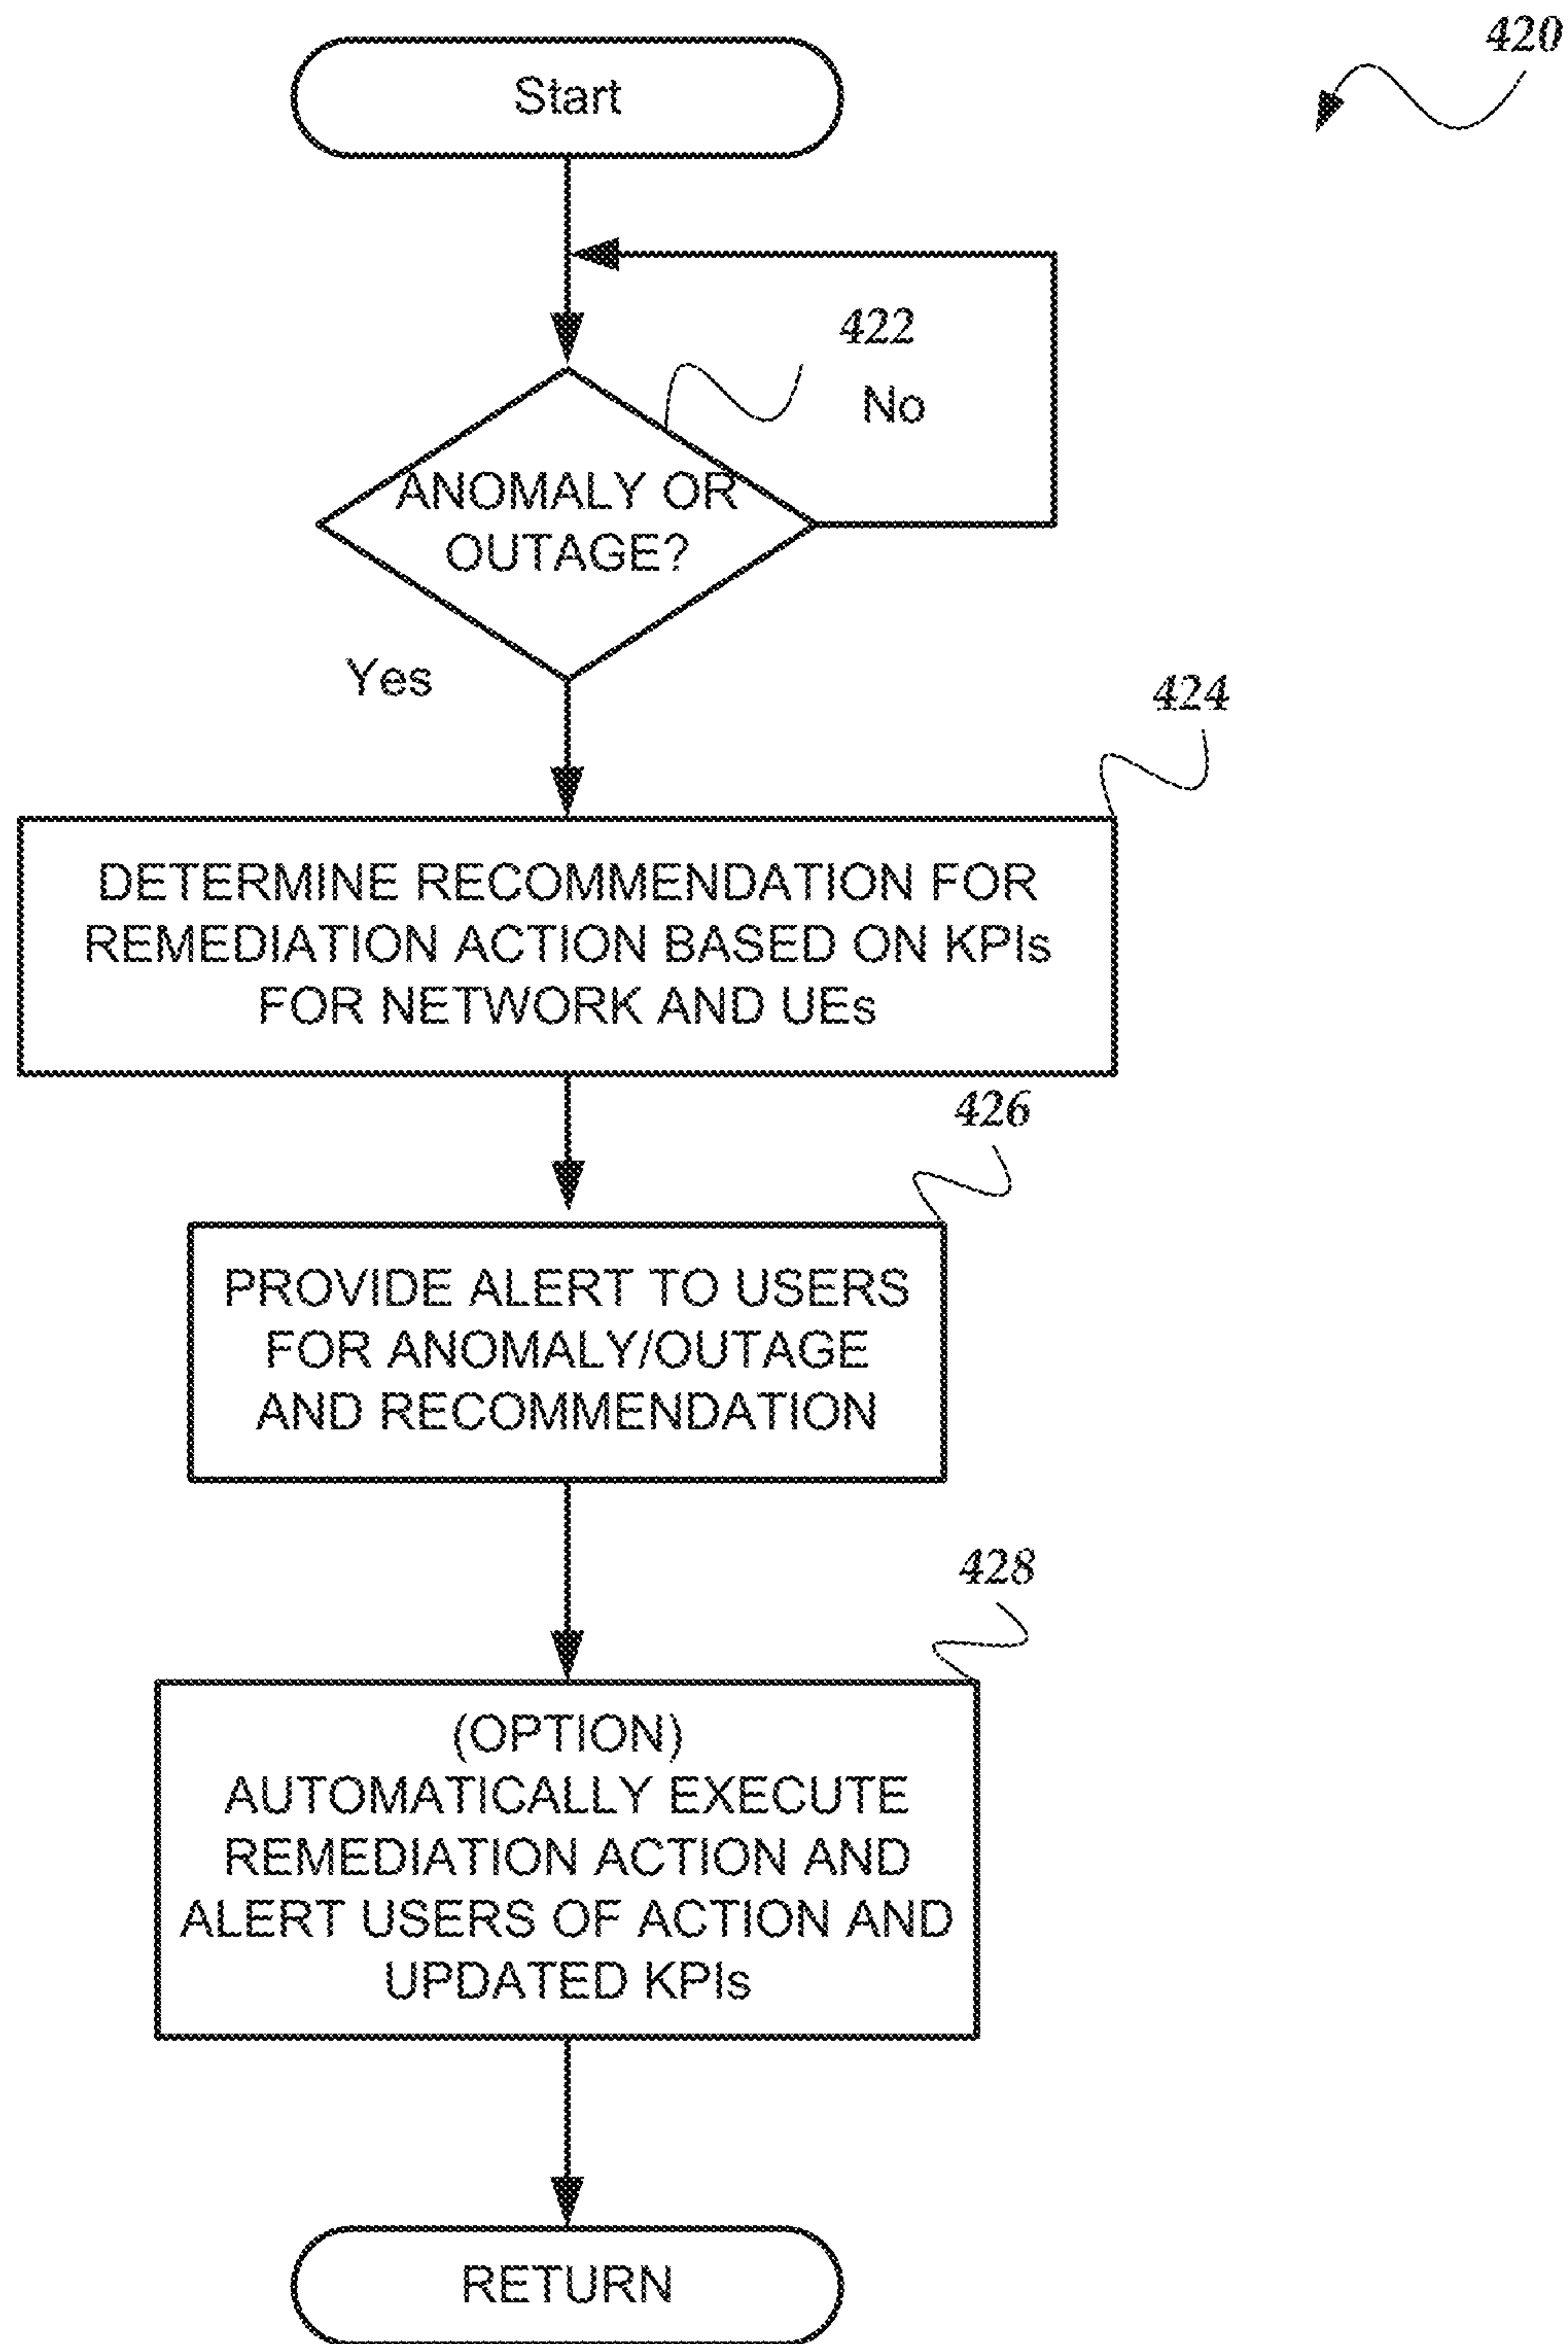 420
Start
422
No
ANOMALY OR
OUTAGE?
Yes
424
DETERMINE RECOMMENDATION FOR
REMEDIATION ACTION BASED ON KPIs
FOR NETWORK AND UEs
426
PROVIDE ALERT TO USERS
FOR ANOMALY/OUTAGE
AND RECOMMENDATION
428
(OPTION)
AUTOMATICALLY EXECUTE
REMEDIATION ACTION AND
ALERT USERS OF ACTION AND
UPDATED KPIs
RETURN